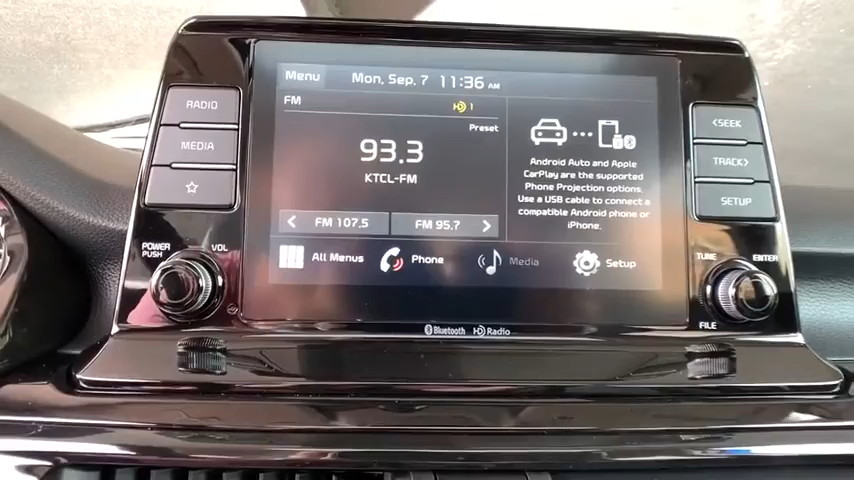 Menu
Mon, Sep. 7 11:36 AM
FM
1
Preset
93.3
KTCL-FM
FM 107.5
FM 95.7
Android Auto and Apple
CarPlay are the supported
Phone Projection options.
Use a USB cable to connect a
compatible Android phone or
iPhone.
All Menus
Phone
Media
Setup
RADIO
MEDIA
POWER
PUSH
VOL
<SEEK
TRACK>
SETUP
TUNE
ENTER
FILE
Bluetooth
HD Radio